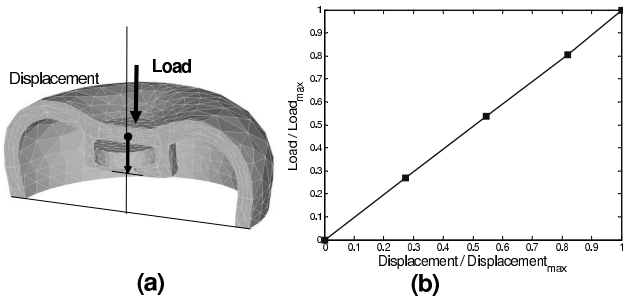 Displacement
Load
(a)
Load / Load max
1
0.9
0.8
0.7
0.6
0.5
0.4
0.3
0.2
0.1
0
0 0.1 0.2 0.3 0.4 0.5 0.6 0.7 0.8 0.9 1
Displacement / Displacement max
(b)